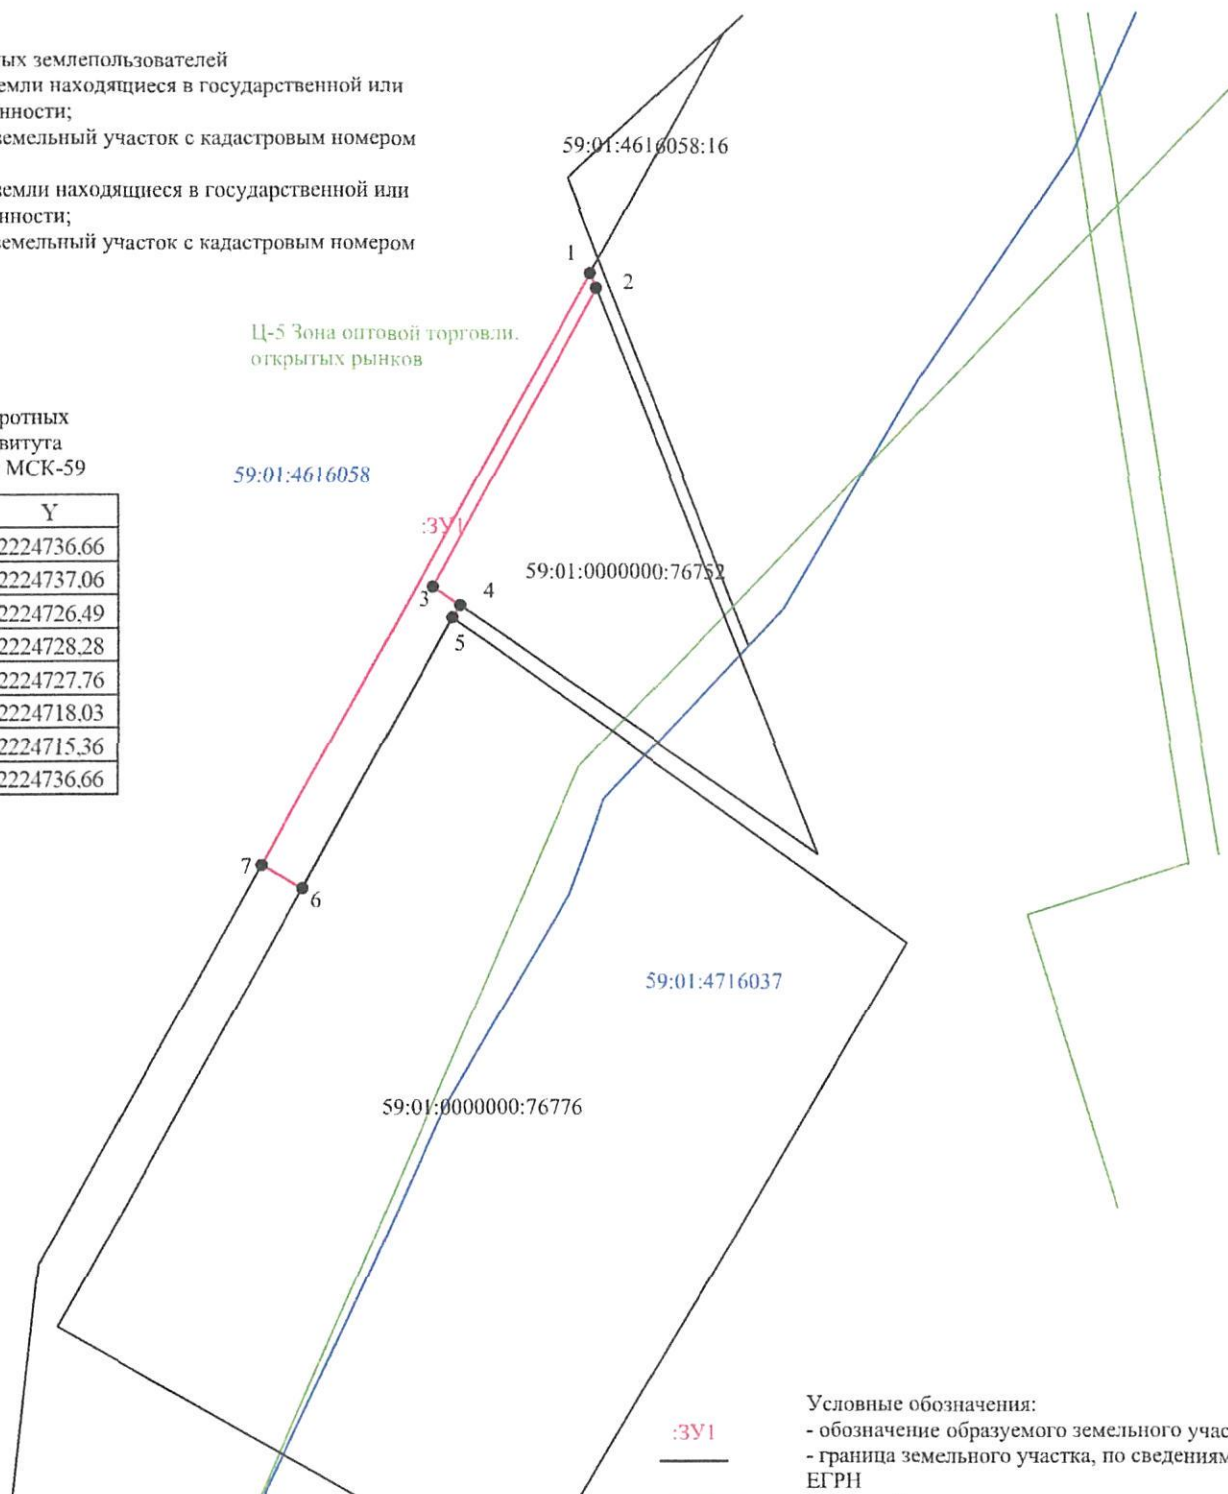 ых землепользователей
емли находящиеся в государственной или
нности;
земельный участок с кадастровым номером
земли находящиеся в государственной или
нности;
земельный участок с кадастровым номером
59:01:4616058:16
1
2
Ц-5 Зона оптовой торговли.
открытых рынков
ротных
витута
МСК-59
Y
2224736,66
2224737,06
2224726,49
2224728,28
2224727,76
2224718,03
2224715,36
2224736,66
59:01:4616058
:ЗУ1
59:01:0000000:76752
3
4
5
7
6
59:01:4716037
59:01:0000000:76776
Условные обозначения:
:ЗУ1 - обозначение образуемого земельного учас
- граница земельного участка, по сведениям
ЕГРН